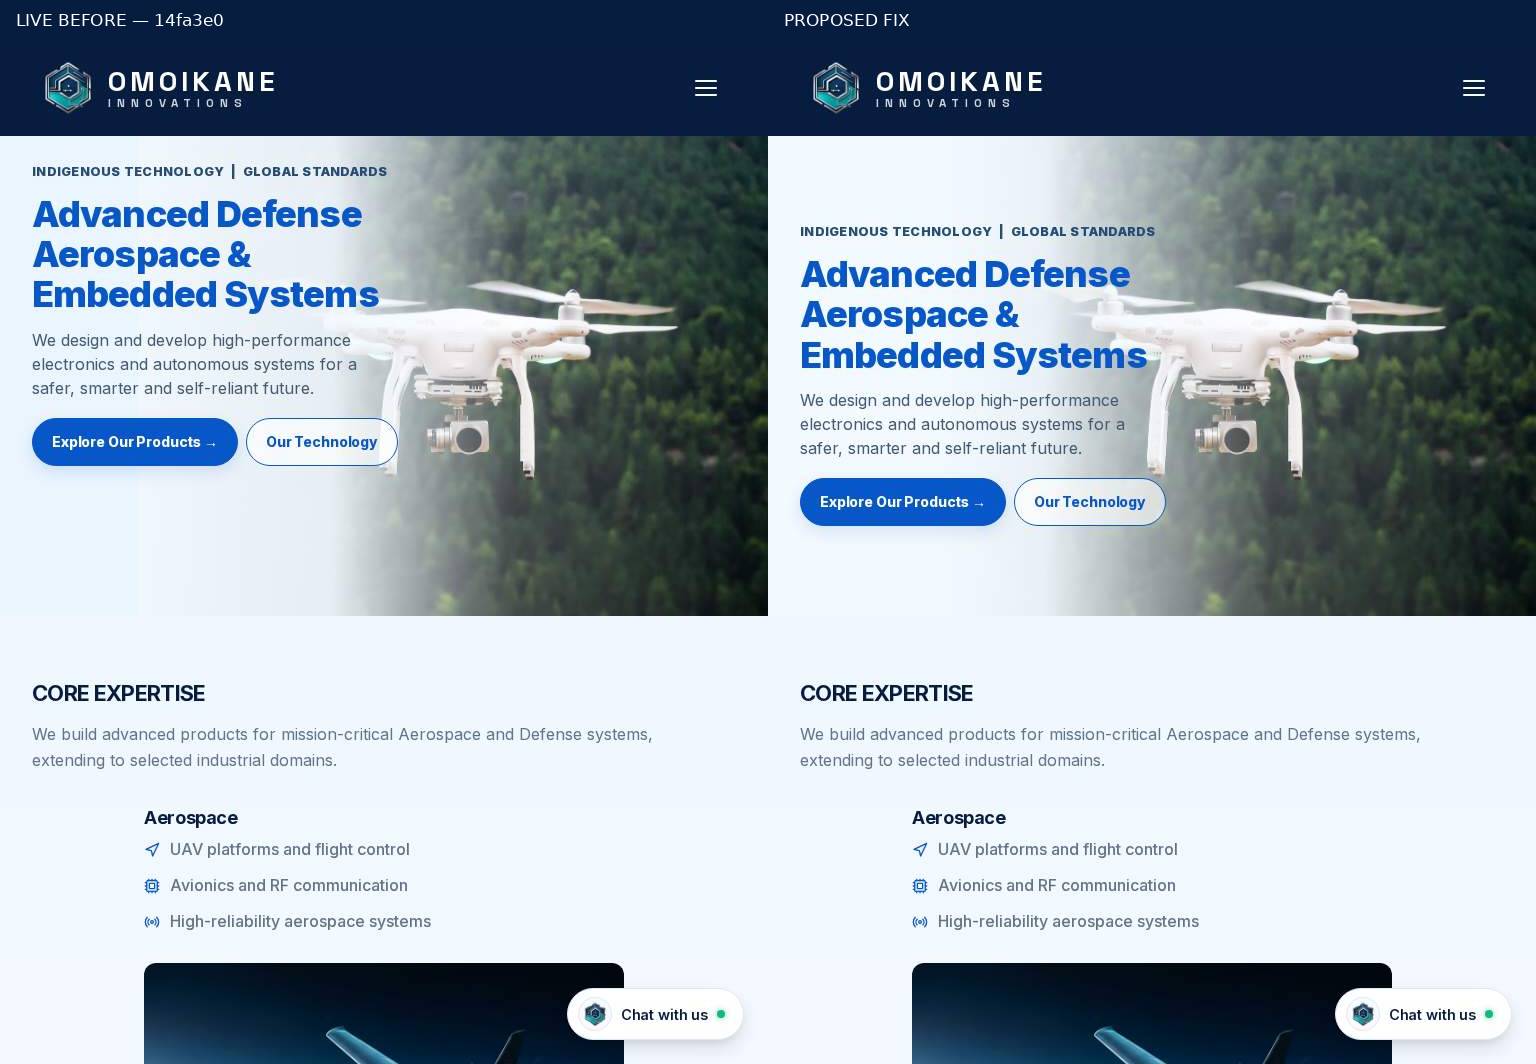 LIVE BEFORE — 14fa3e0
OMOIKANE
INNOVATIONS
INDIGENOUS TECHNOLOGY | GLOBAL STANDARDS
Advanced Defense
Aerospace &
Embedded Systems
We design and develop high-performance
electronics and autonomous systems for a
safer, smarter and self-reliant future.
Explore Our Products →
Our Technology
CORE EXPERTISE
We build advanced products for mission-critical Aerospace and Defense systems,
extending to selected industrial domains.
Aerospace
UAV platforms and flight control
Avionics and RF communication
High-reliability aerospace systems
Chat with us
PROPOSED FIX
OMOIKANE
INNOVATIONS
INDIGENOUS TECHNOLOGY | GLOBAL STANDARDS
Advanced Defense
Aerospace &
Embedded Systems
We design and develop high-performance
electronics and autonomous systems for a
safer, smarter and self-reliant future.
Explore Our Products →
Our Technology
CORE EXPERTISE
We build advanced products for mission-critical Aerospace and Defense systems,
extending to selected industrial domains.
Aerospace
UAV platforms and flight control
Avionics and RF communication
High-reliability aerospace systems
Chat with us